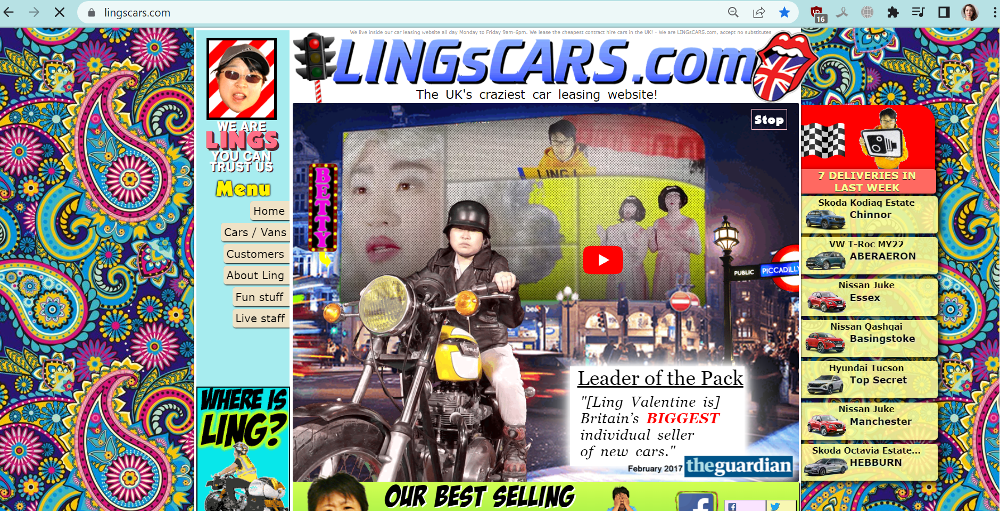 lingscars.com
16
We live inside our car leasing website all day Monday to Friday 9am-6pm. We lease the cheapest contract hire cars in the UK! - We are LINGsCARS.com, accept no substitutes
LINGsCARS.com
The UK's craziest car leasing website!
WE ARE
LINGS
YOU CAN
TRUST US
Menu
Home
Cars / Vans
Customers
About Ling
Fun stuff
Live staff
WHERE IS
LING?
Stop
BETTY
LING
PUBLIC
PICCADILLY
Leader of the Pack
"[Ling Valentine is]
Britain’s BIGGEST
individual seller
of new cars."
February 2017 theguardian
OUR BEST SELLING
7 DELIVERIES IN
LAST WEEK
Skoda Kodiaq Estate
Chinnor
VW T-Roc MY22
ABERAERON
Nissan Juke
Essex
Nissan Qashqai
Basingstoke
Hyundai Tucson
Top Secret
Nissan Juke
Manchester
Skoda Octavia Estate...
HEBBURN